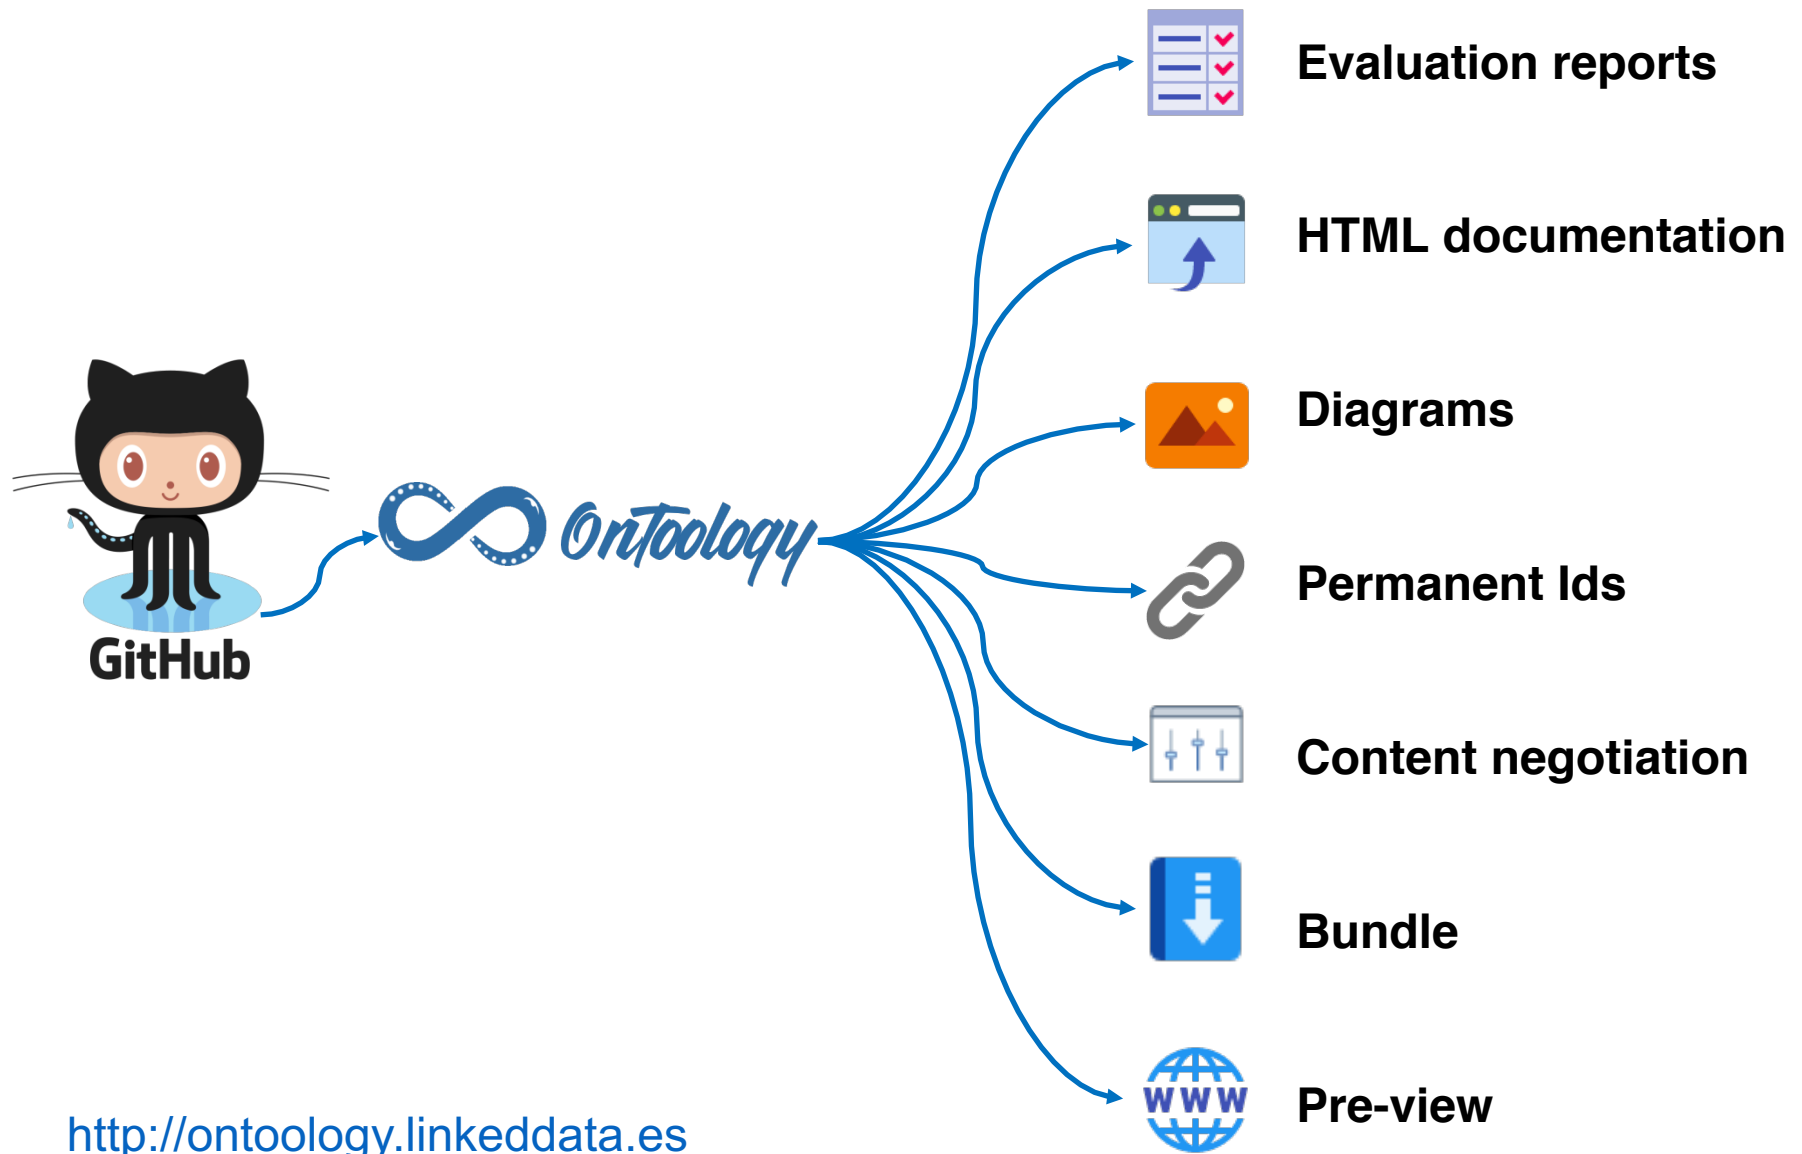 Evaluation reports
HTML documentation
Diagrams
OnToology
Permanent Ids
GitHub
Content negotiation
Bundle
WWW
Pre-view
http://ontoology.linkeddata.es